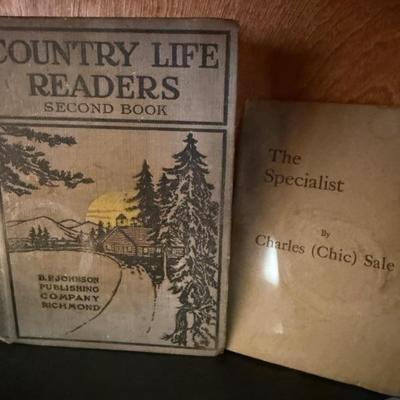 COUNTRY LIFE
READERS
SECOND BOOK
B.F. JOHNSON
PUBLISHING
COMPANY
RICHMOND
The
Specialist
By
Charles (Chic) Sale